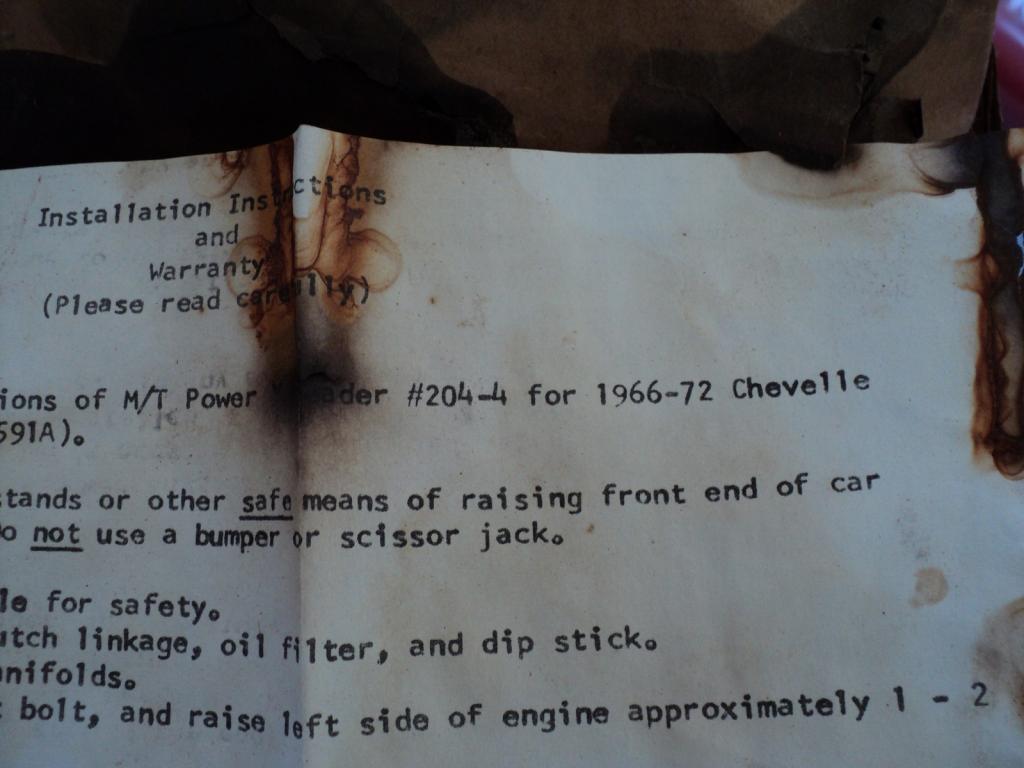 Installation Instructions
and
Warranty
(Please read carefully)
ions of M/T Power #204-4 for 1966-72 Chevelle
591A).
tands or other safe means of raising front end of car
o not use a bumper or scissor jack.
le for safety.
utch linkage, oil filter, and dip stick.
nifolds.
bolt, and raise left side of engine approximately 1 - 2